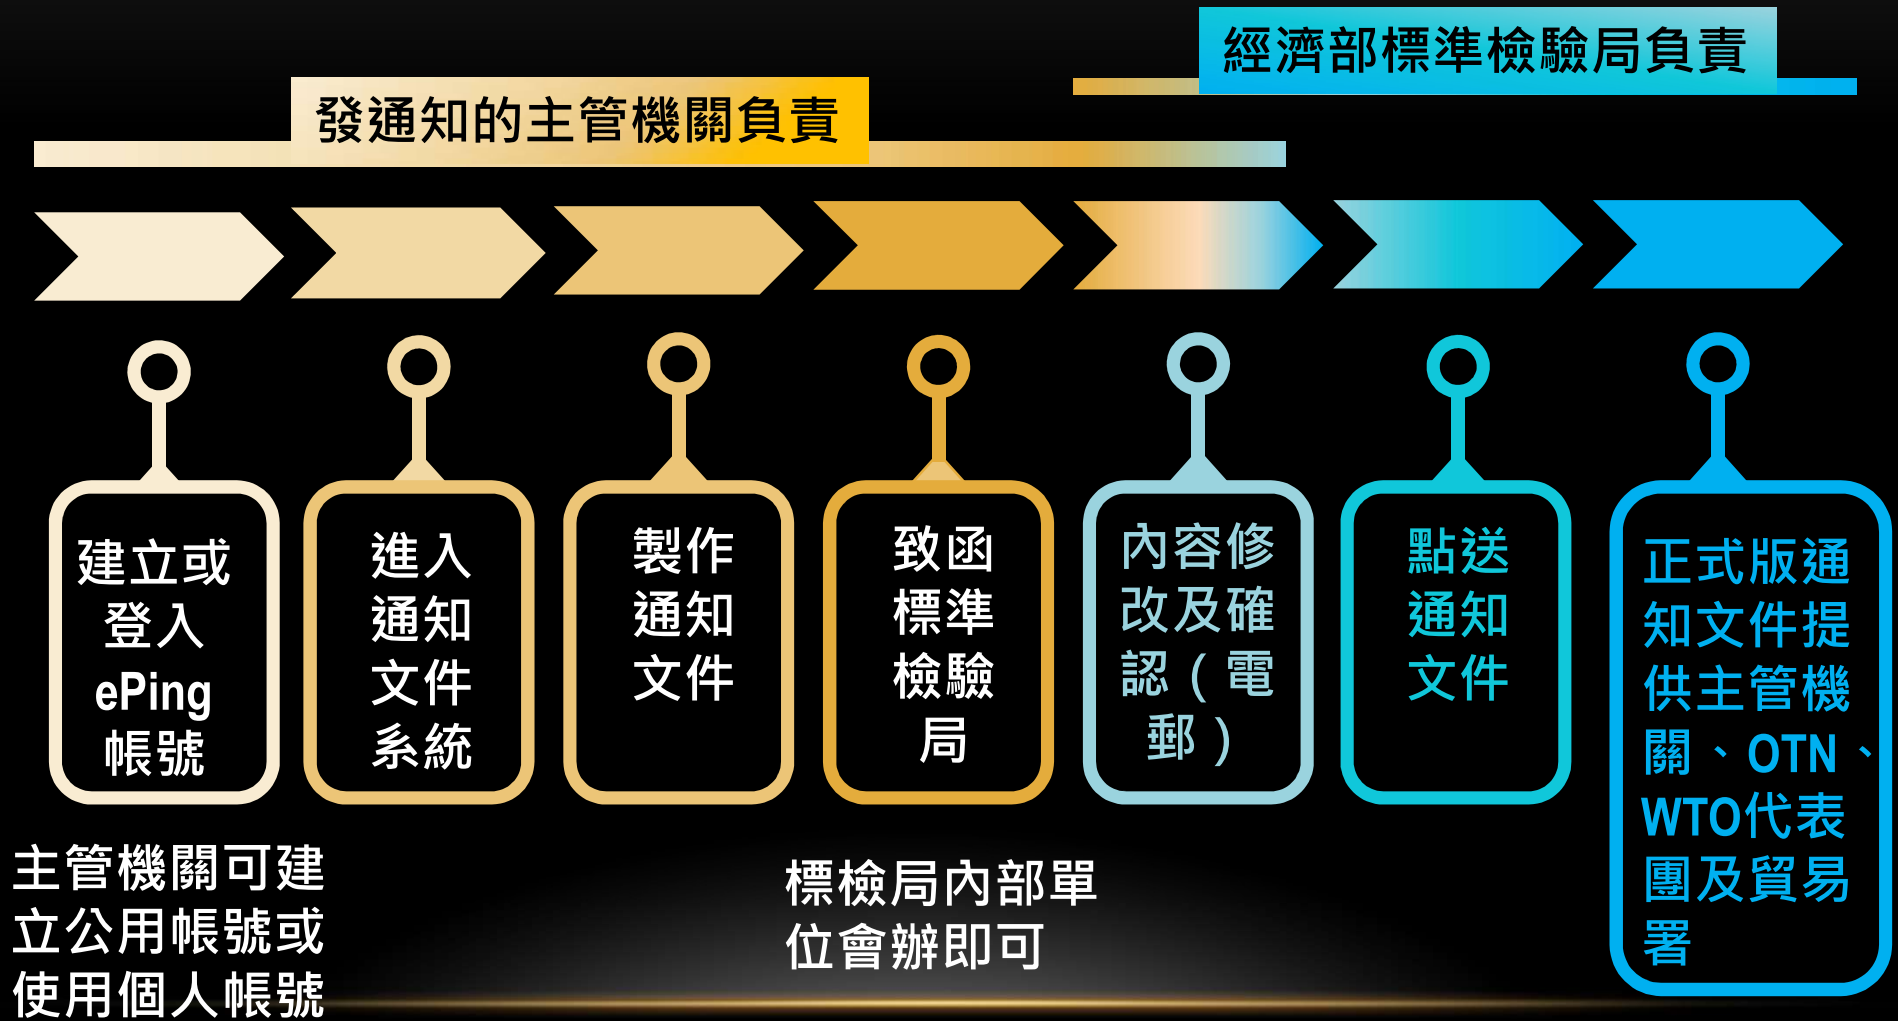 經濟部標準檢驗局負責
發通知的主管機關負責
建立或
登入
ePing
帳號
進入
通知
文件
系統
製作
通知
文件
致函
標準
檢驗
局
內容修
改及確
認（電
郵）
點送
通知
文件
正式版通
知文件提
供主管機
關、OTN、
WTO代表
團及貿易
署
主管機關可建
立公用帳號或
使用個人帳號
標檢局內部單
位會辦即可